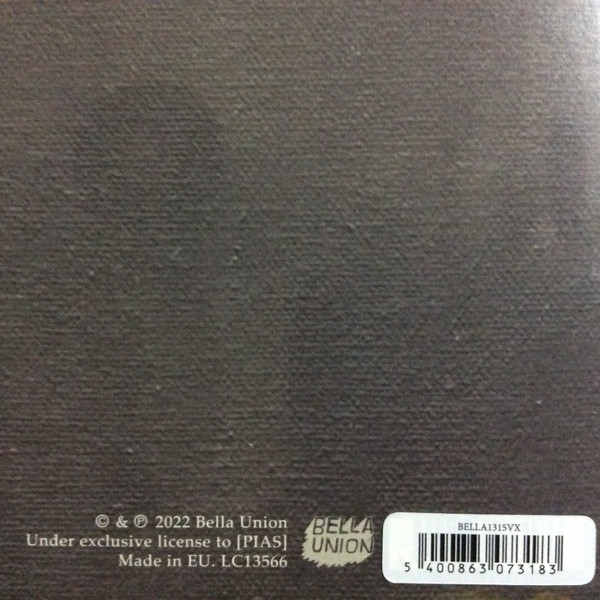 © & ℗ 2022 Bella Union
Under exclusive license to [PIAS]
Made in EU. LC13566
BELLA
UNION
BELLA1315VX
5 400863 073183